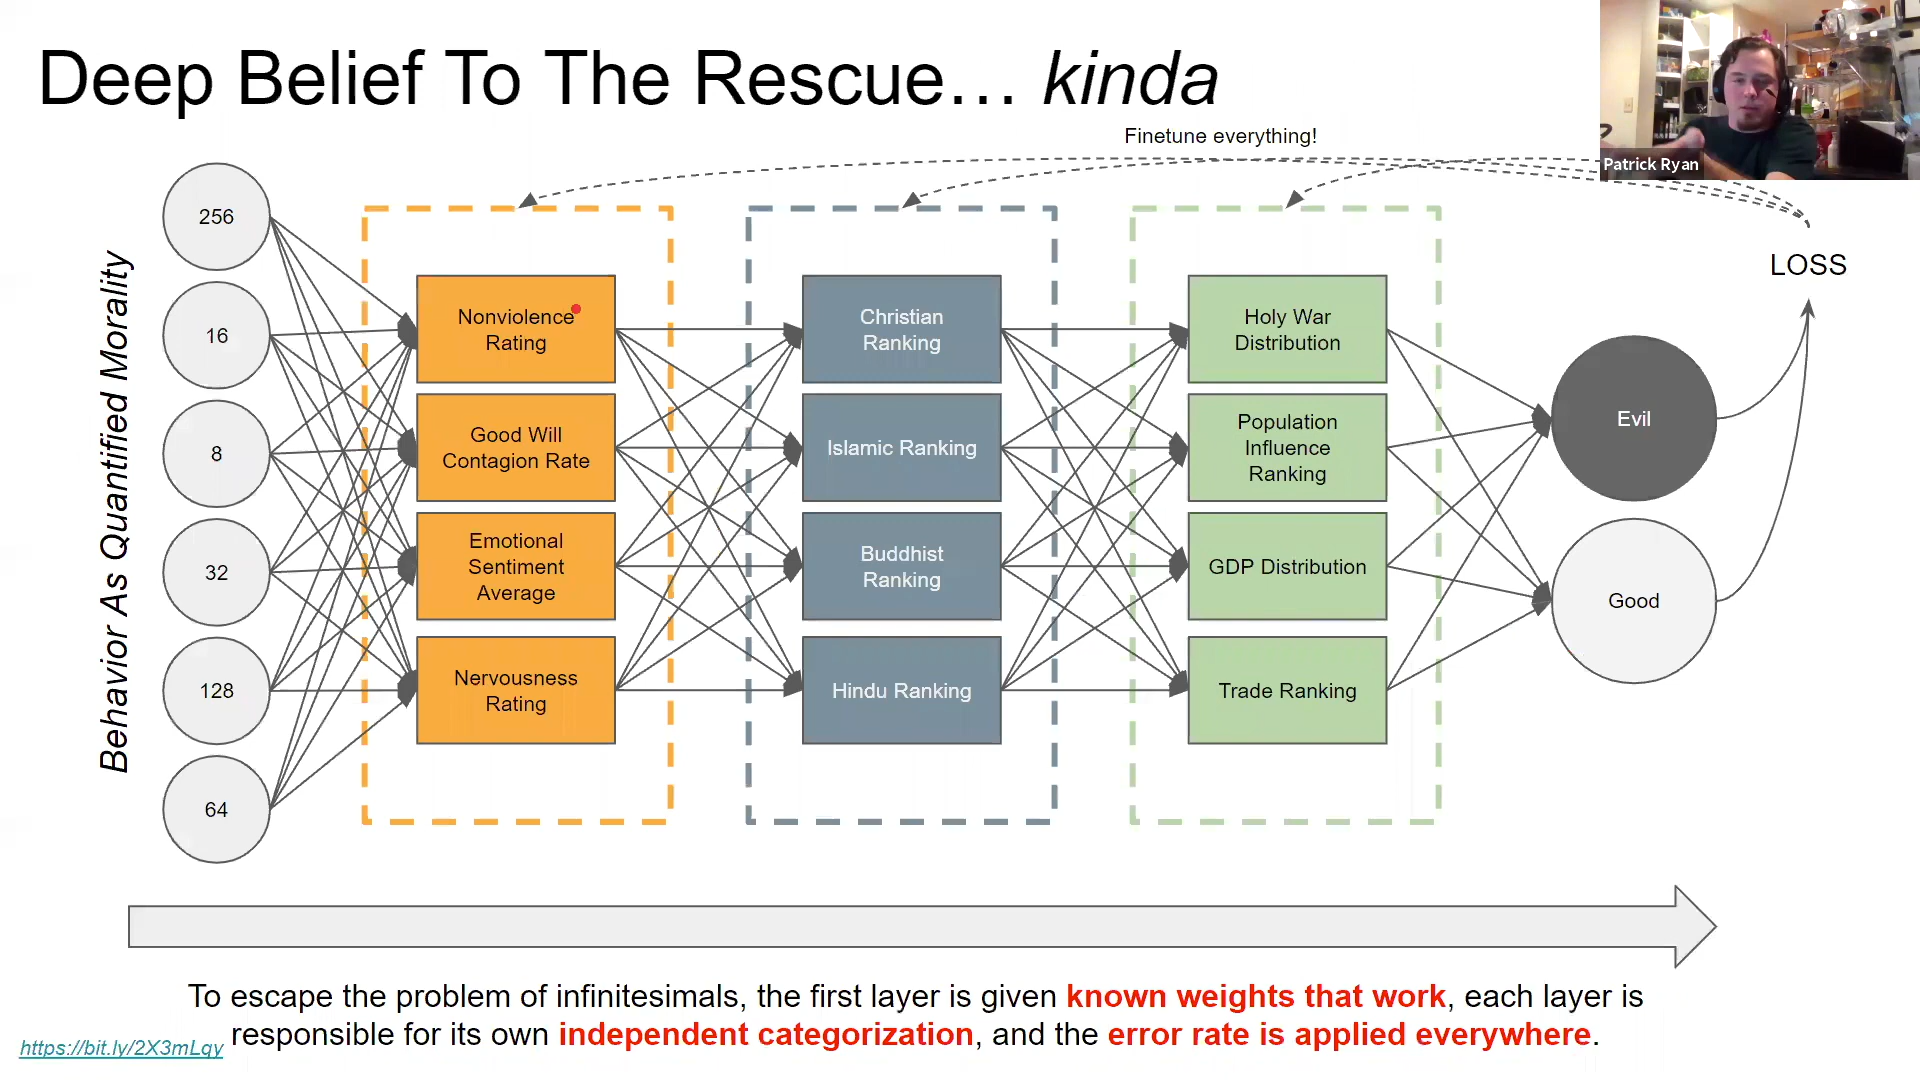 Deep Belief To The Rescue… kinda
Finetune everything!
Patrick Ryan
Behavior As Quantified Morality
256
16
8
32
128
64
Nonviolence
Rating
Good Will
Contagion Rate
Emotional
Sentiment
Average
Nervousness
Rating
Christian
Ranking
Islamic Ranking
Buddhist
Ranking
Hindu Ranking
Holy War
Distribution
Population
Influence
Ranking
GDP Distribution
Trade Ranking
Evil
Good
LOSS
To escape the problem of infinitesimals, the first layer is given known weights that work, each layer is
responsible for its own independent categorization, and the error rate is applied everywhere.
https://bit.ly/2X3mLqy